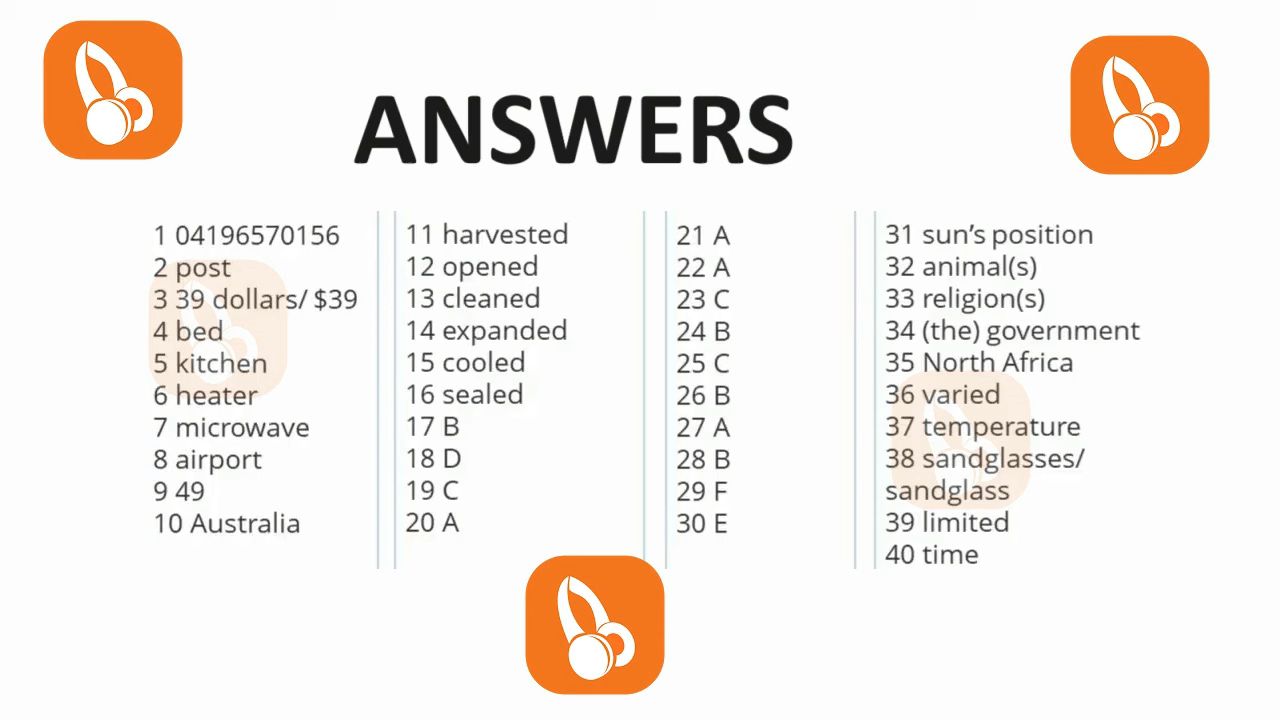 ANSWERS
1 04196570156
2 post
3 39 dollars/ $39
4 bed
5 kitchen
6 heater
7 microwave
8 airport
9 49
10 Australia
11 harvested
12 opened
13 cleaned
14 expanded
15 cooled
16 sealed
17 B
18 D
19 C
20 A
21 A
22 A
23 C
24 B
25 C
26 B
27 A
28 B
29 F
30 E
31 sun’s position
32 animal(s)
33 religion(s)
34 (the) government
35 North Africa
36 varied
37 temperature
38 sandglasses/
sandglass
39 limited
40 time